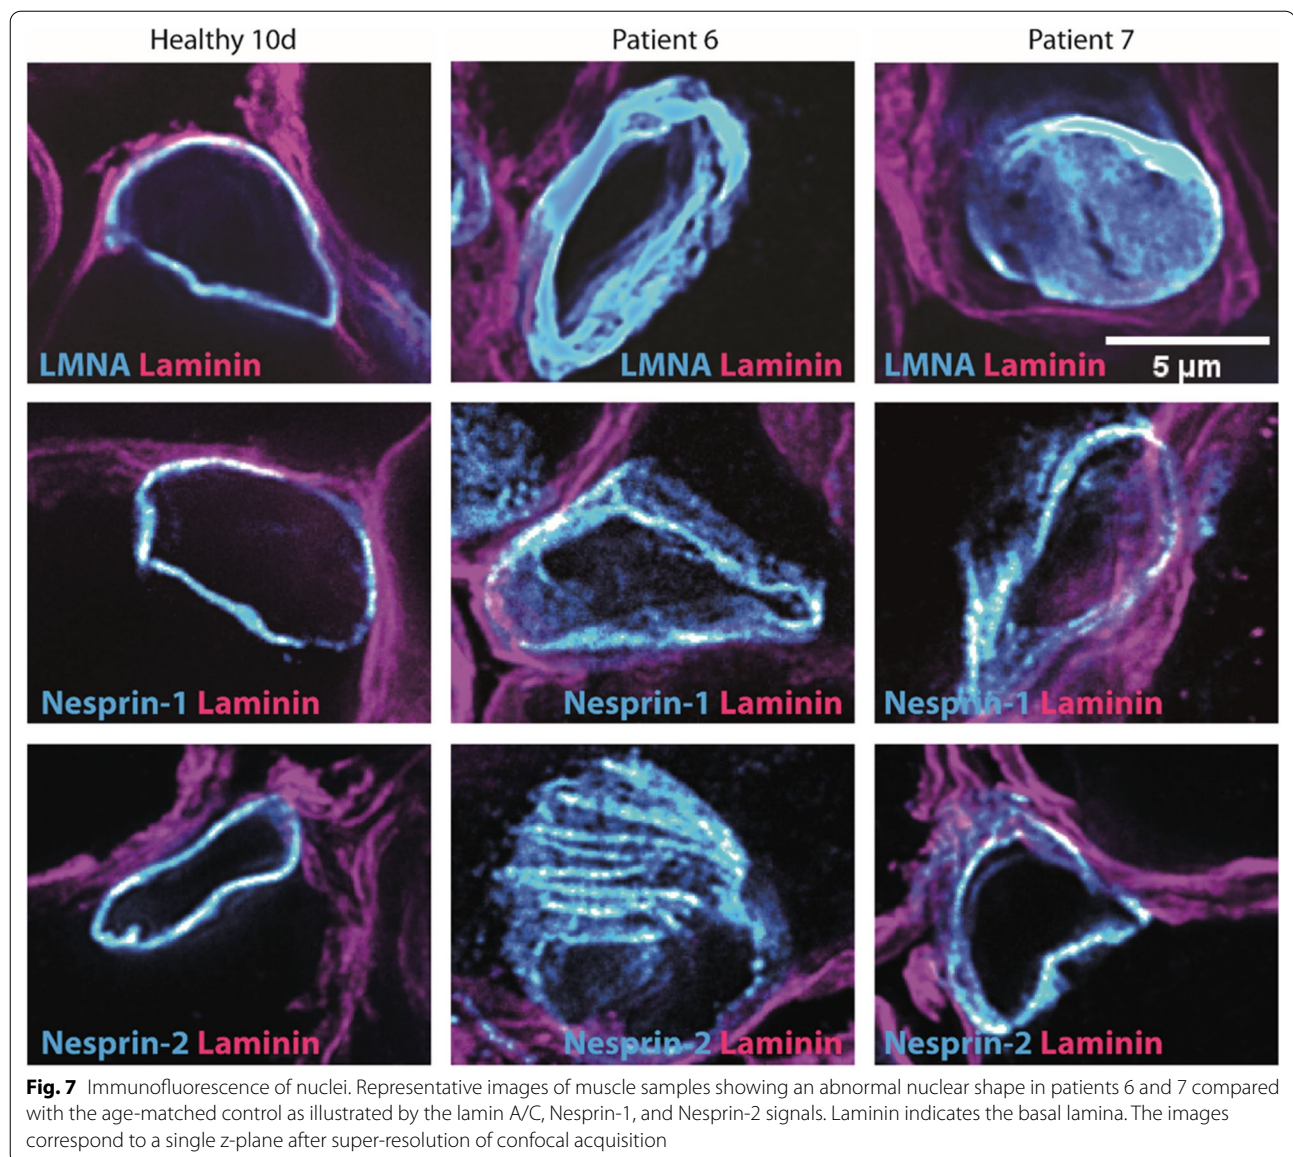 Healthy 10d
Patient 6
Patient 7
LMNA Laminin
LMNA Laminin
LMNA Laminin
5 µm
Nesprin-1 Laminin
Nesprin-1 Laminin
Nesprin-1 Laminin
Nesprin-2 Laminin
Nesprin-2 Laminin
Nesprin-2 Laminin
Fig. 7 Immunofluorescence of nuclei. Representative images of muscle samples showing an abnormal nuclear shape in patients 6 and 7 compared
with the age-matched control as illustrated by the lamin A/C, Nesprin-1, and Nesprin-2 signals. Laminin indicates the basal lamina. The images
correspond to a single z-plane after super-resolution of confocal acquisition